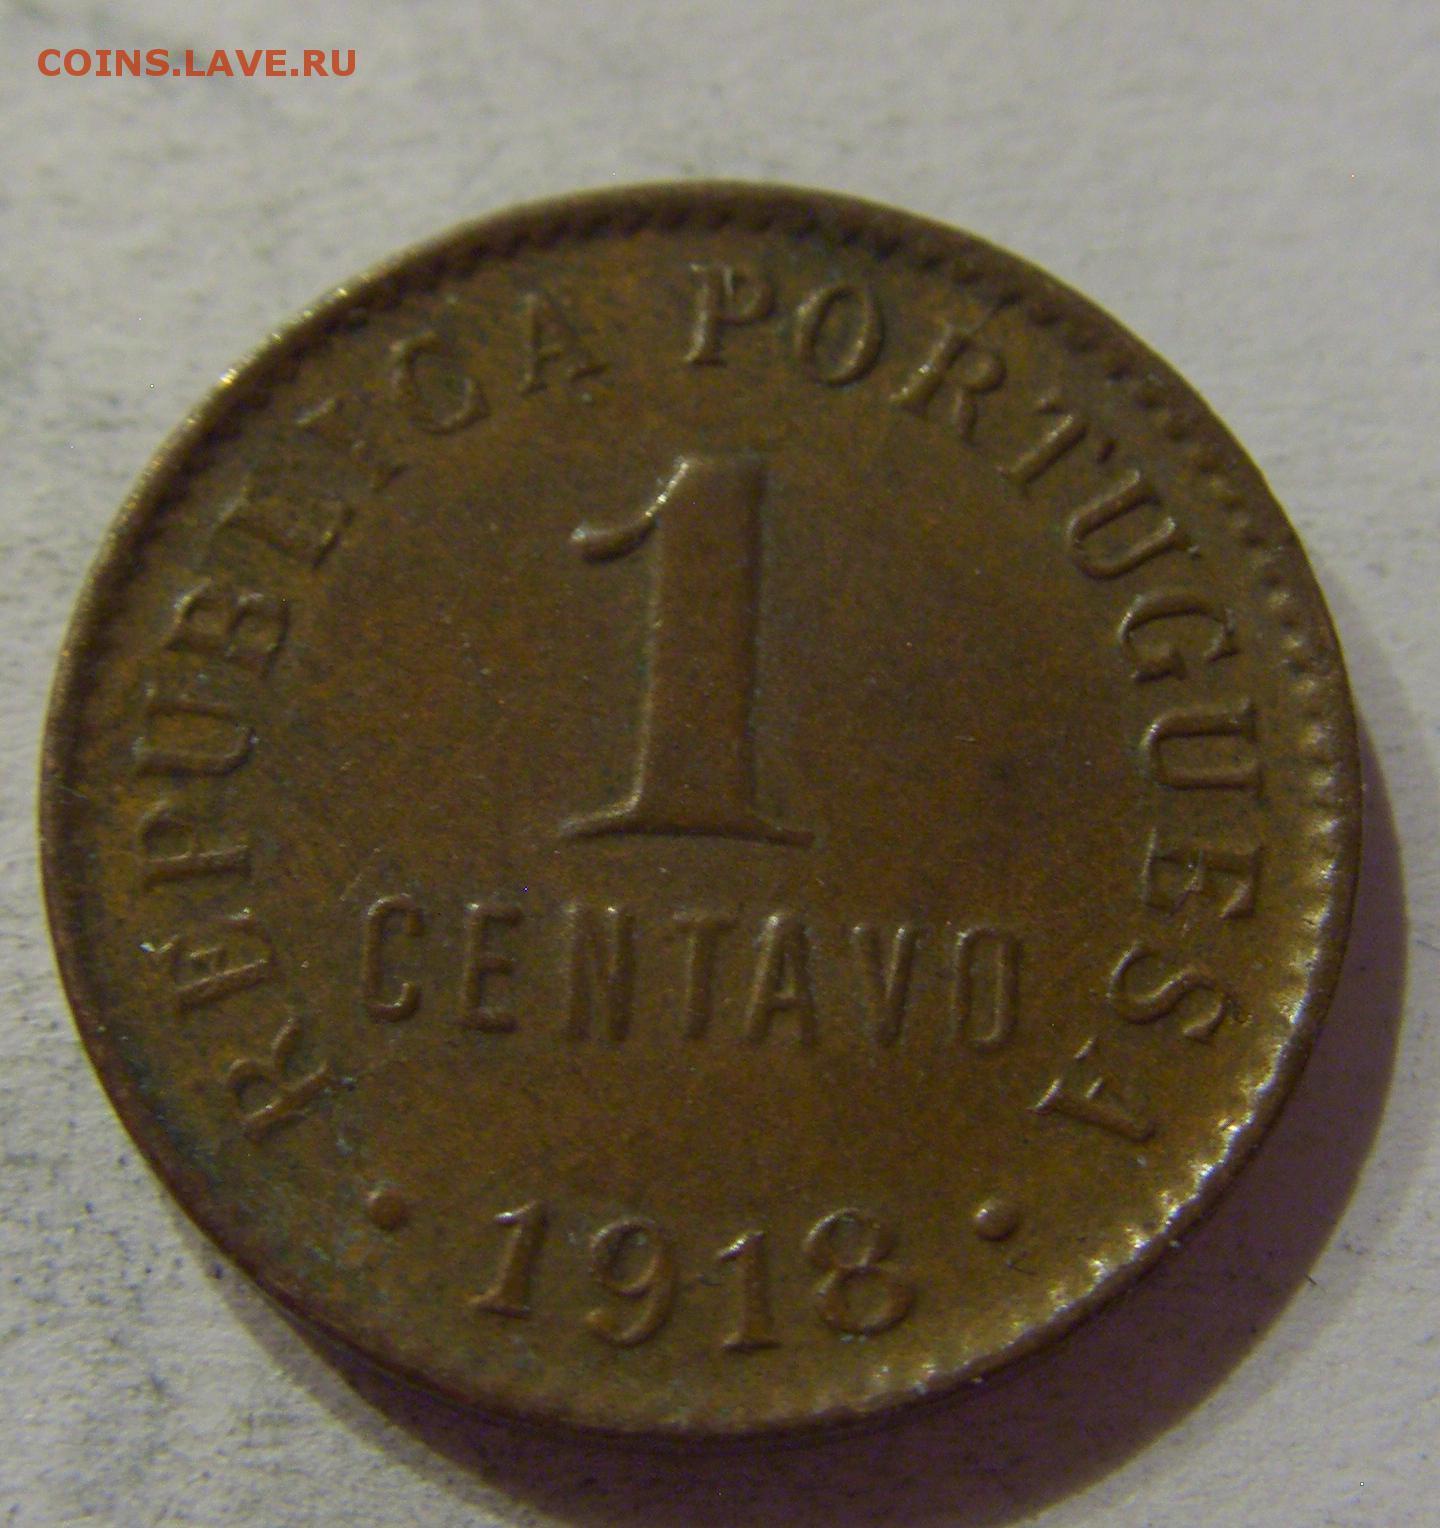 COINS.LAVE.RU
REPUBLICA PORTUGUESA
1
CENTAVO
• 1918 •